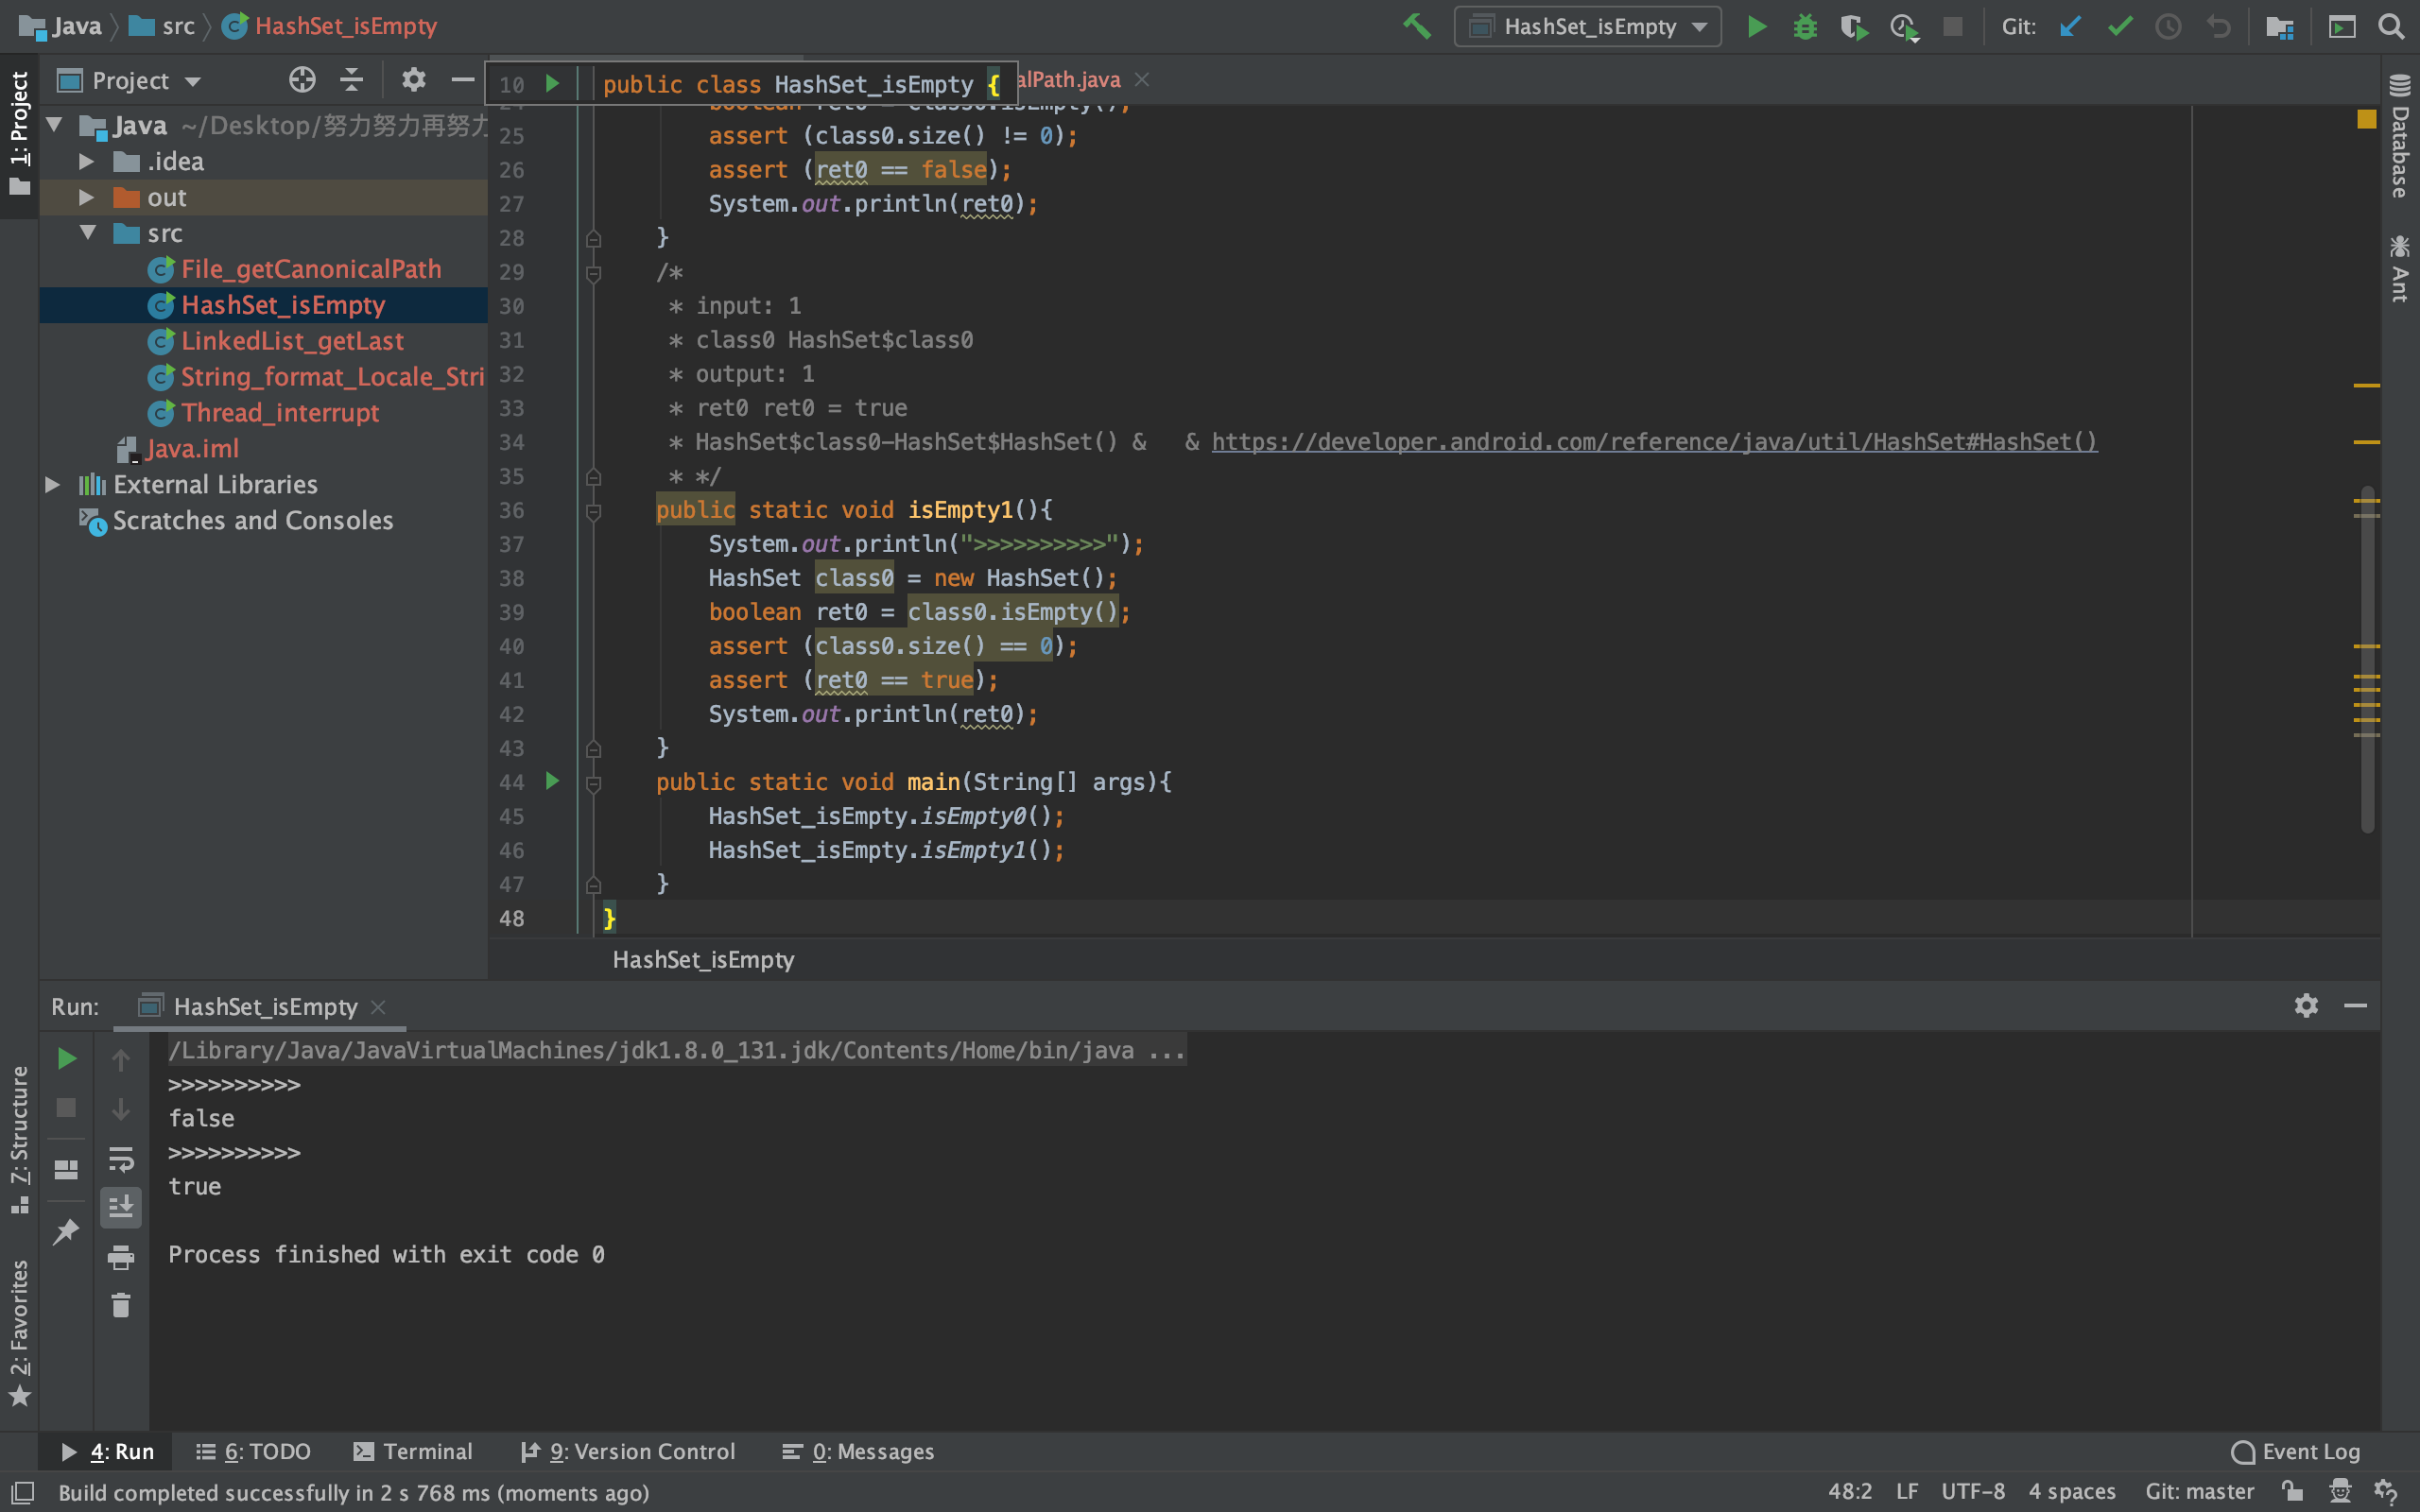 Java src HashSet_isEmpty HashSet_isEmpty Git:
1: Project
Project
Java ~/Desktop/努力努力再努力
.idea
out
src
File_getCanonicalPath
HashSet_isEmpty
LinkedList_getLast
String_format_Locale_Stri
Thread_interrupt
Java.iml
External Libraries
Scratches and Consoles
10 public class HashSet_isEmpty { alPath.java
24 boolean ret0 = class0.isEmpty();
25 assert (class0.size() != 0);
26 assert (ret0 == false);
27 System.out.println(ret0);
28 }
29 /*
30 * input: 1
31 * class0 HashSet$class0
32 * output: 1
33 * ret0 ret0 = true
34 * HashSet$class0-HashSet$HashSet() & & https://developer.android.com/reference/java/util/HashSet#HashSet()
35 * */
36 public static void isEmpty1(){
37 System.out.println(">>>>>>>>>>");
38 HashSet class0 = new HashSet();
39 boolean ret0 = class0.isEmpty();
40 assert (class0.size() == 0);
41 assert (ret0 == true);
42 System.out.println(ret0);
43 }
44 public static void main(String[] args){
45 HashSet_isEmpty.isEmpty0();
46 HashSet_isEmpty.isEmpty1();
47 }
48 }
HashSet_isEmpty
Database
Ant
Run: HashSet_isEmpty
/Library/Java/JavaVirtualMachines/jdk1.8.0_131.jdk/Contents/Home/bin/java ...
>>>>>>>>>>
false
>>>>>>>>>>
true
Process finished with exit code 0
7: Structure
2: Favorites
4: Run 6: TODO Terminal 9: Version Control 0: Messages Event Log
Build completed successfully in 2 s 768 ms (moments ago) 48:2 LF UTF-8 4 spaces Git: master